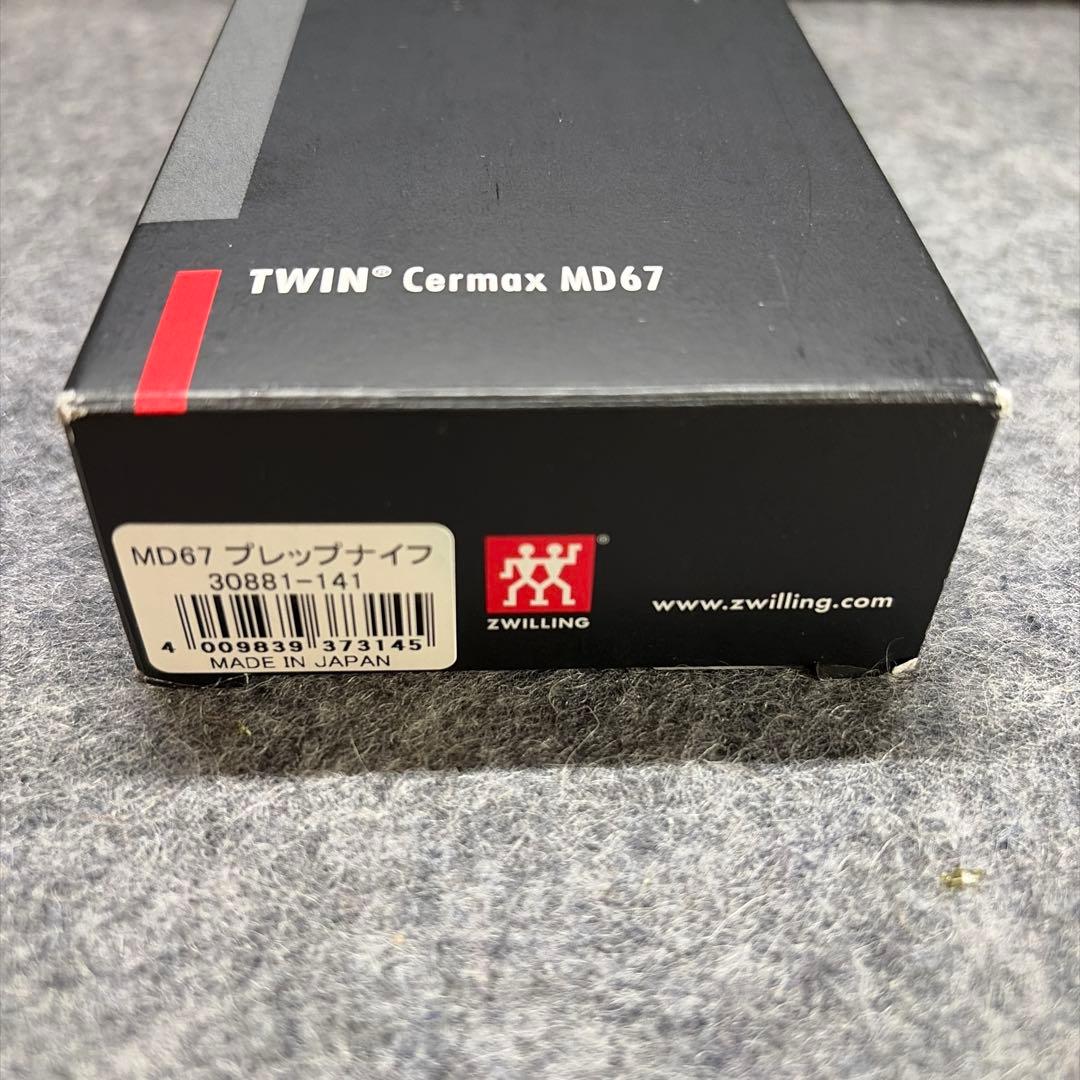 TWIN® Cermax MD67
MD67 プレップナイフ
30881-141
4 009839 373145
MADE IN JAPAN
®
ZWILLING
www.zwilling.com